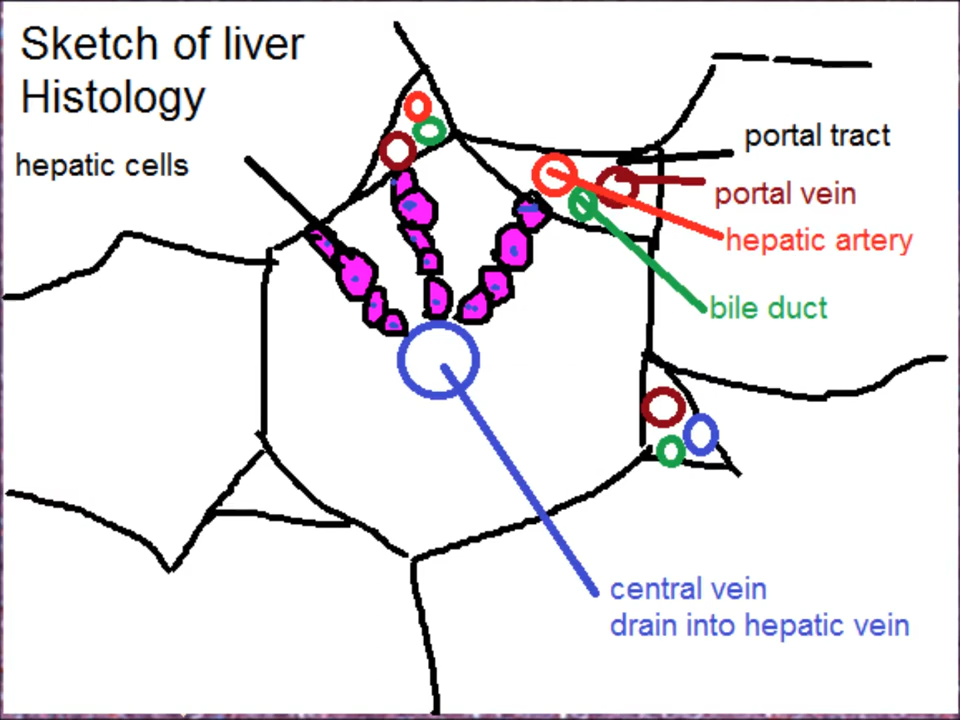 Sketch of liver
Histology
hepatic cells
portal tract
portal vein
hepatic artery
bile duct
central vein
drain into hepatic vein